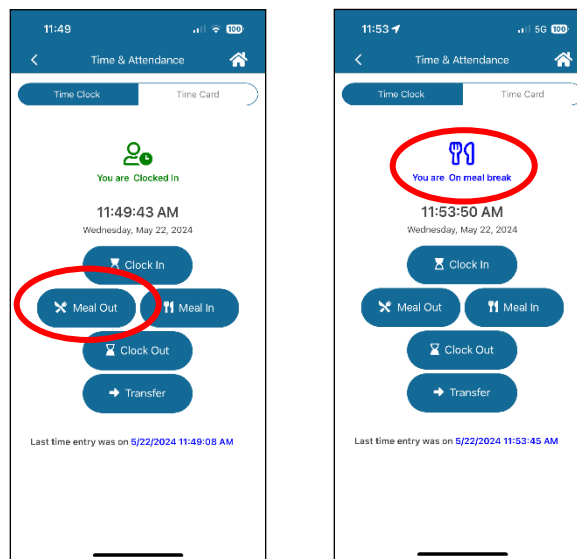 11:49
100
Time & Attendance
Time Clock
Time Card
You are Clocked In
11:49:43 AM
Wednesday, May 22, 2024
Clock In
Meal Out
Meal In
Clock Out
Transfer
Last time entry was on 5/22/2024 11:49:08 AM
11:53
5G 100
Time & Attendance
Time Clock
Time Card
You are On meal break
11:53:50 AM
Wednesday, May 22, 2024
Clock In
Meal Out
Meal In
Clock Out
Transfer
Last time entry was on 5/22/2024 11:53:45 AM